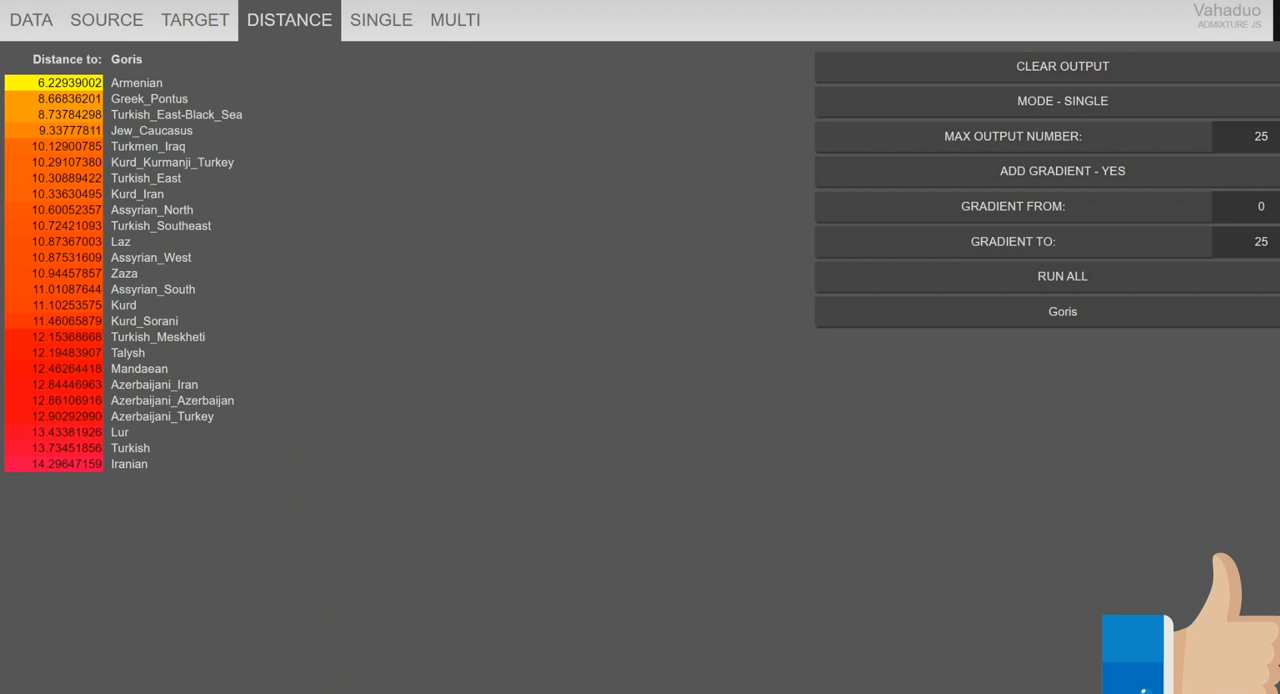 DATA SOURCE TARGET DISTANCE SINGLE MULTI
Vahaduo
ADMIXTURE JS
Distance to: Goris
6.22939002 Armenian
8.66836201 Greek_Pontus
8.73784298 Turkish_East-Black_Sea
9.33777811 Jew_Caucasus
10.12900785 Turkmen_Iraq
10.29107380 Kurd_Kurmanji_Turkey
10.30889422 Turkish_East
10.33630495 Kurd_Iran
10.60052357 Assyrian_North
10.72421093 Turkish_Southeast
10.87367003 Laz
10.87531609 Assyrian_West
10.94457857 Zaza
11.01087644 Assyrian_South
11.10253575 Kurd
11.46065879 Kurd_Sorani
12.15368668 Turkish_Meskheti
12.19483907 Talysh
12.46264418 Mandaean
12.84446963 Azerbaijani_Iran
12.86106916 Azerbaijani_Azerbaijan
12.90292990 Azerbaijani_Turkey
13.43381926 Lur
13.73451856 Turkish
14.29647159 Iranian
CLEAR OUTPUT
MODE - SINGLE
MAX OUTPUT NUMBER: 25
ADD GRADIENT - YES
GRADIENT FROM: 0
GRADIENT TO: 25
RUN ALL
Goris